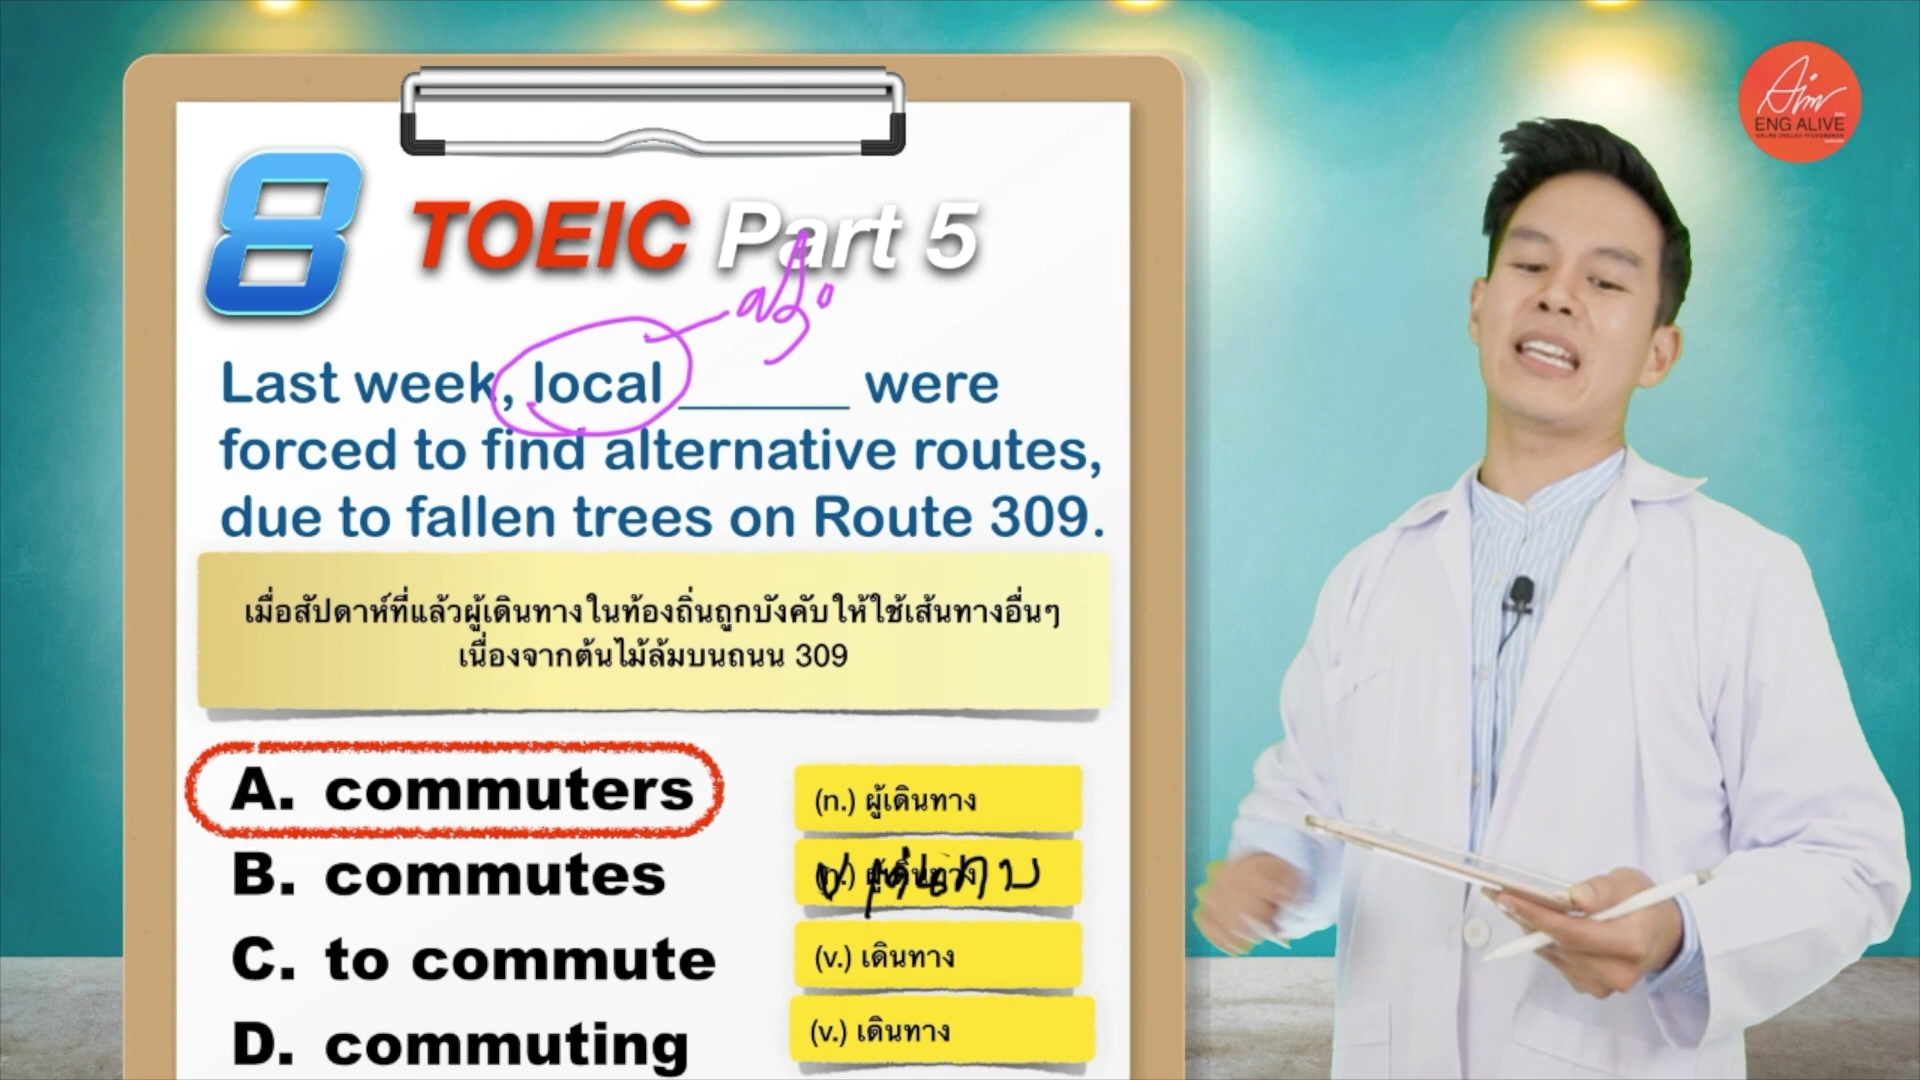 Aim
ENG ALIVE
8 TOEIC Part 5
Last week, local ______ were
forced to find alternative routes,
due to fallen trees on Route 309.
เมื่อสัปดาห์ที่แล้วผู้เดินทางในท้องถิ่นถูกบังคับให้ใช้เส้นทางอื่นๆ
เนื่องจากต้นไม้ล้มบนถนน 309
A. commuters (n.) ผู้เดินทาง
B. commutes (n.) ผู้เดินทาง
C. to commute (v.) เดินทาง
D. commuting (v.) เดินทาง